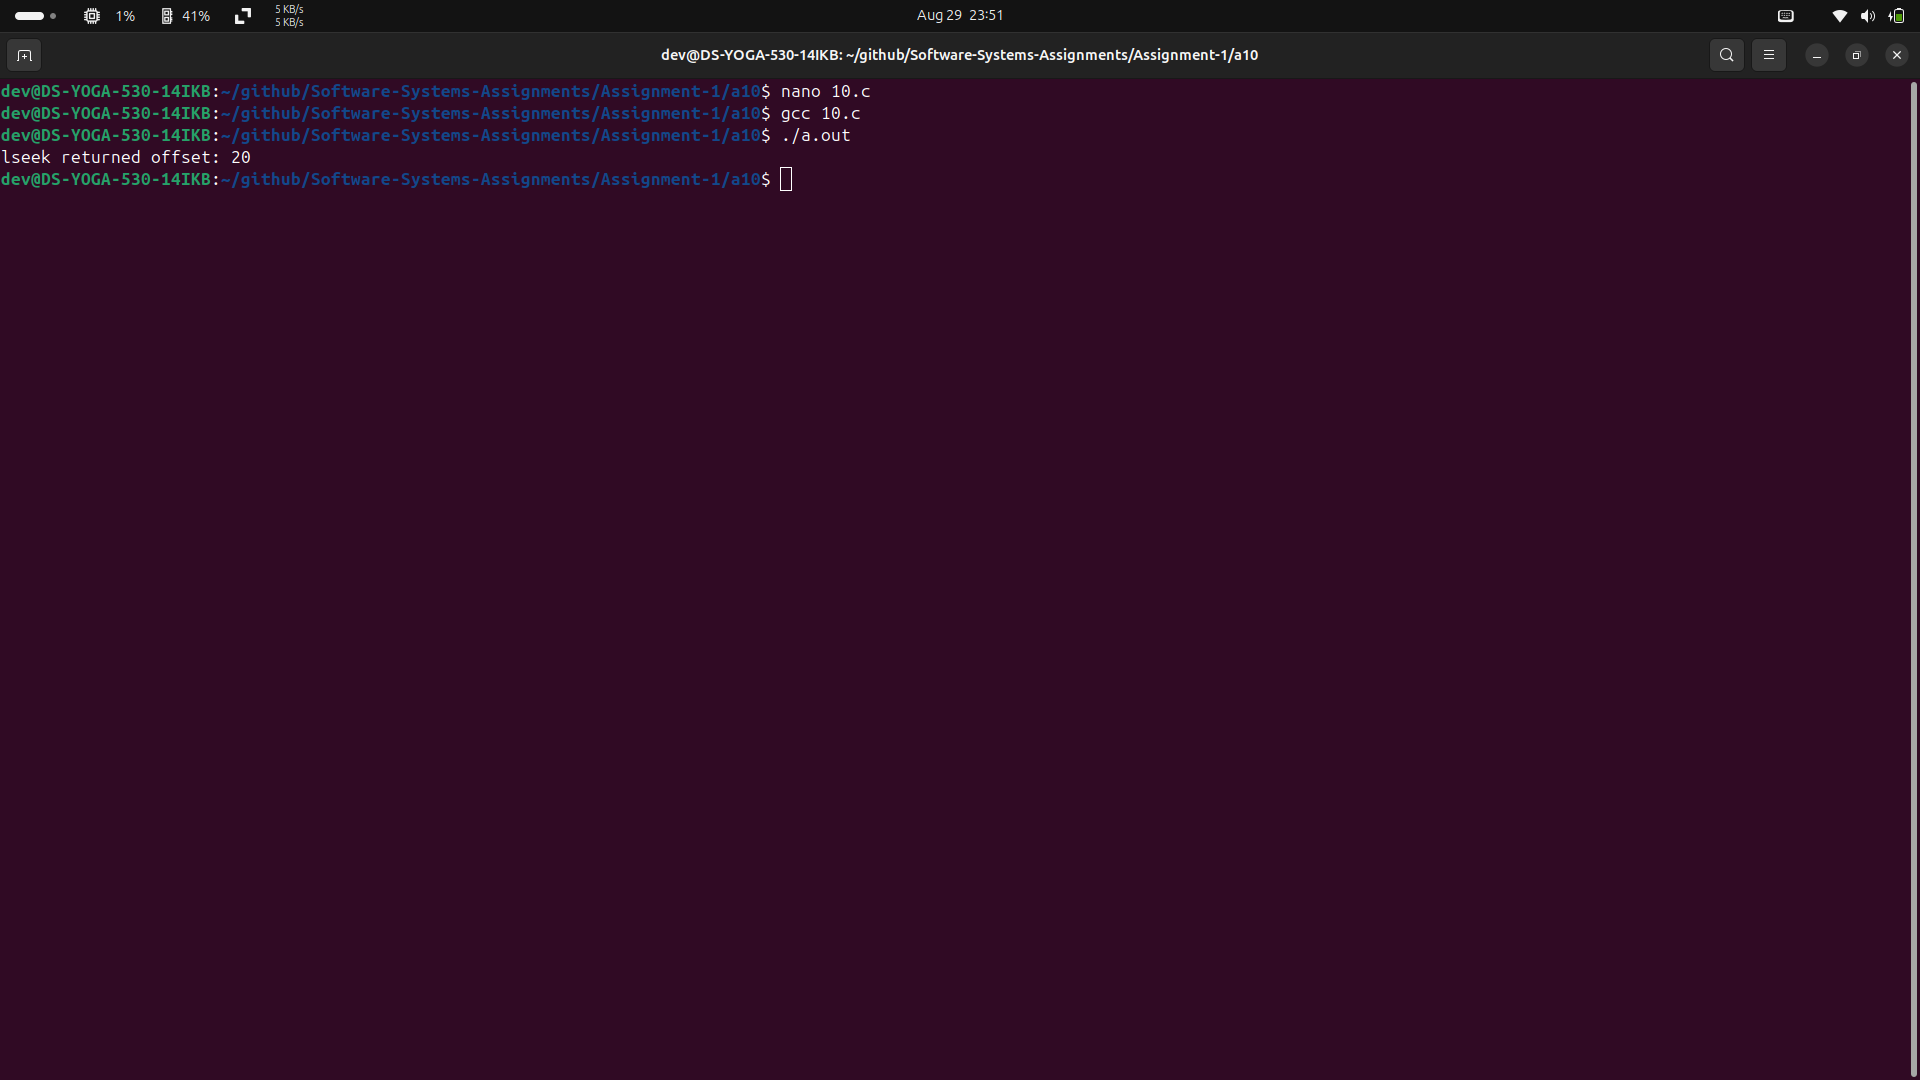 1% 41% 5 KB/s
5 KB/s
Aug 29 23:51
dev@DS-YOGA-530-14IKB: ~/github/Software-Systems-Assignments/Assignment-1/a10
dev@DS-YOGA-530-14IKB:~/github/Software-Systems-Assignments/Assignment-1/a10$ nano 10.c
dev@DS-YOGA-530-14IKB:~/github/Software-Systems-Assignments/Assignment-1/a10$ gcc 10.c
dev@DS-YOGA-530-14IKB:~/github/Software-Systems-Assignments/Assignment-1/a10$ ./a.out
lseek returned offset: 20
dev@DS-YOGA-530-14IKB:~/github/Software-Systems-Assignments/Assignment-1/a10$